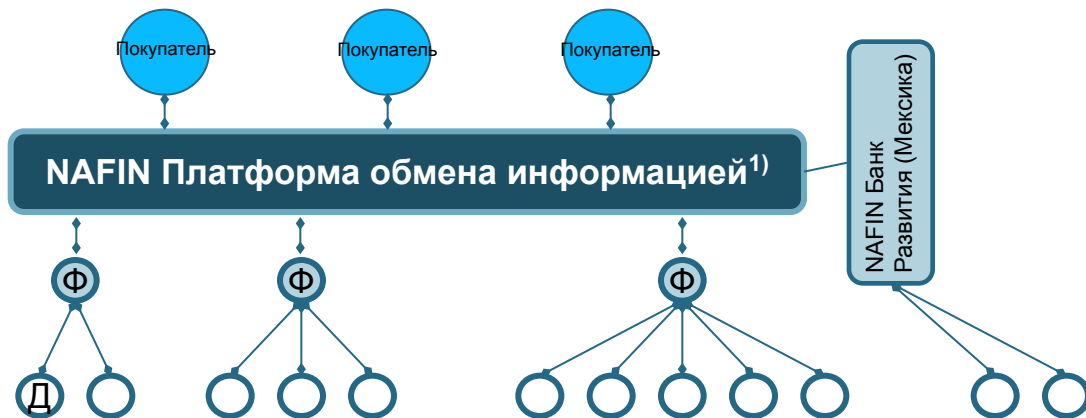 Покупатель
Покупатель
Покупатель
NAFIN Платформа обмена информацией¹⁾
NAFIN Банк
Развития (Мексика)
Ф
Ф
Ф
Д